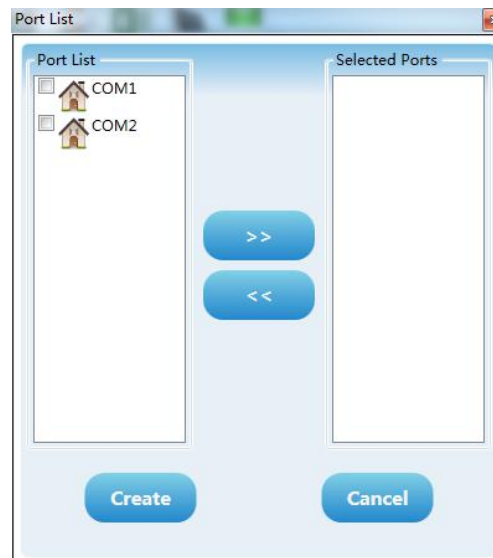 Port List
Port List
Selected Ports
COM1
COM2
>>
<<
Create
Cancel